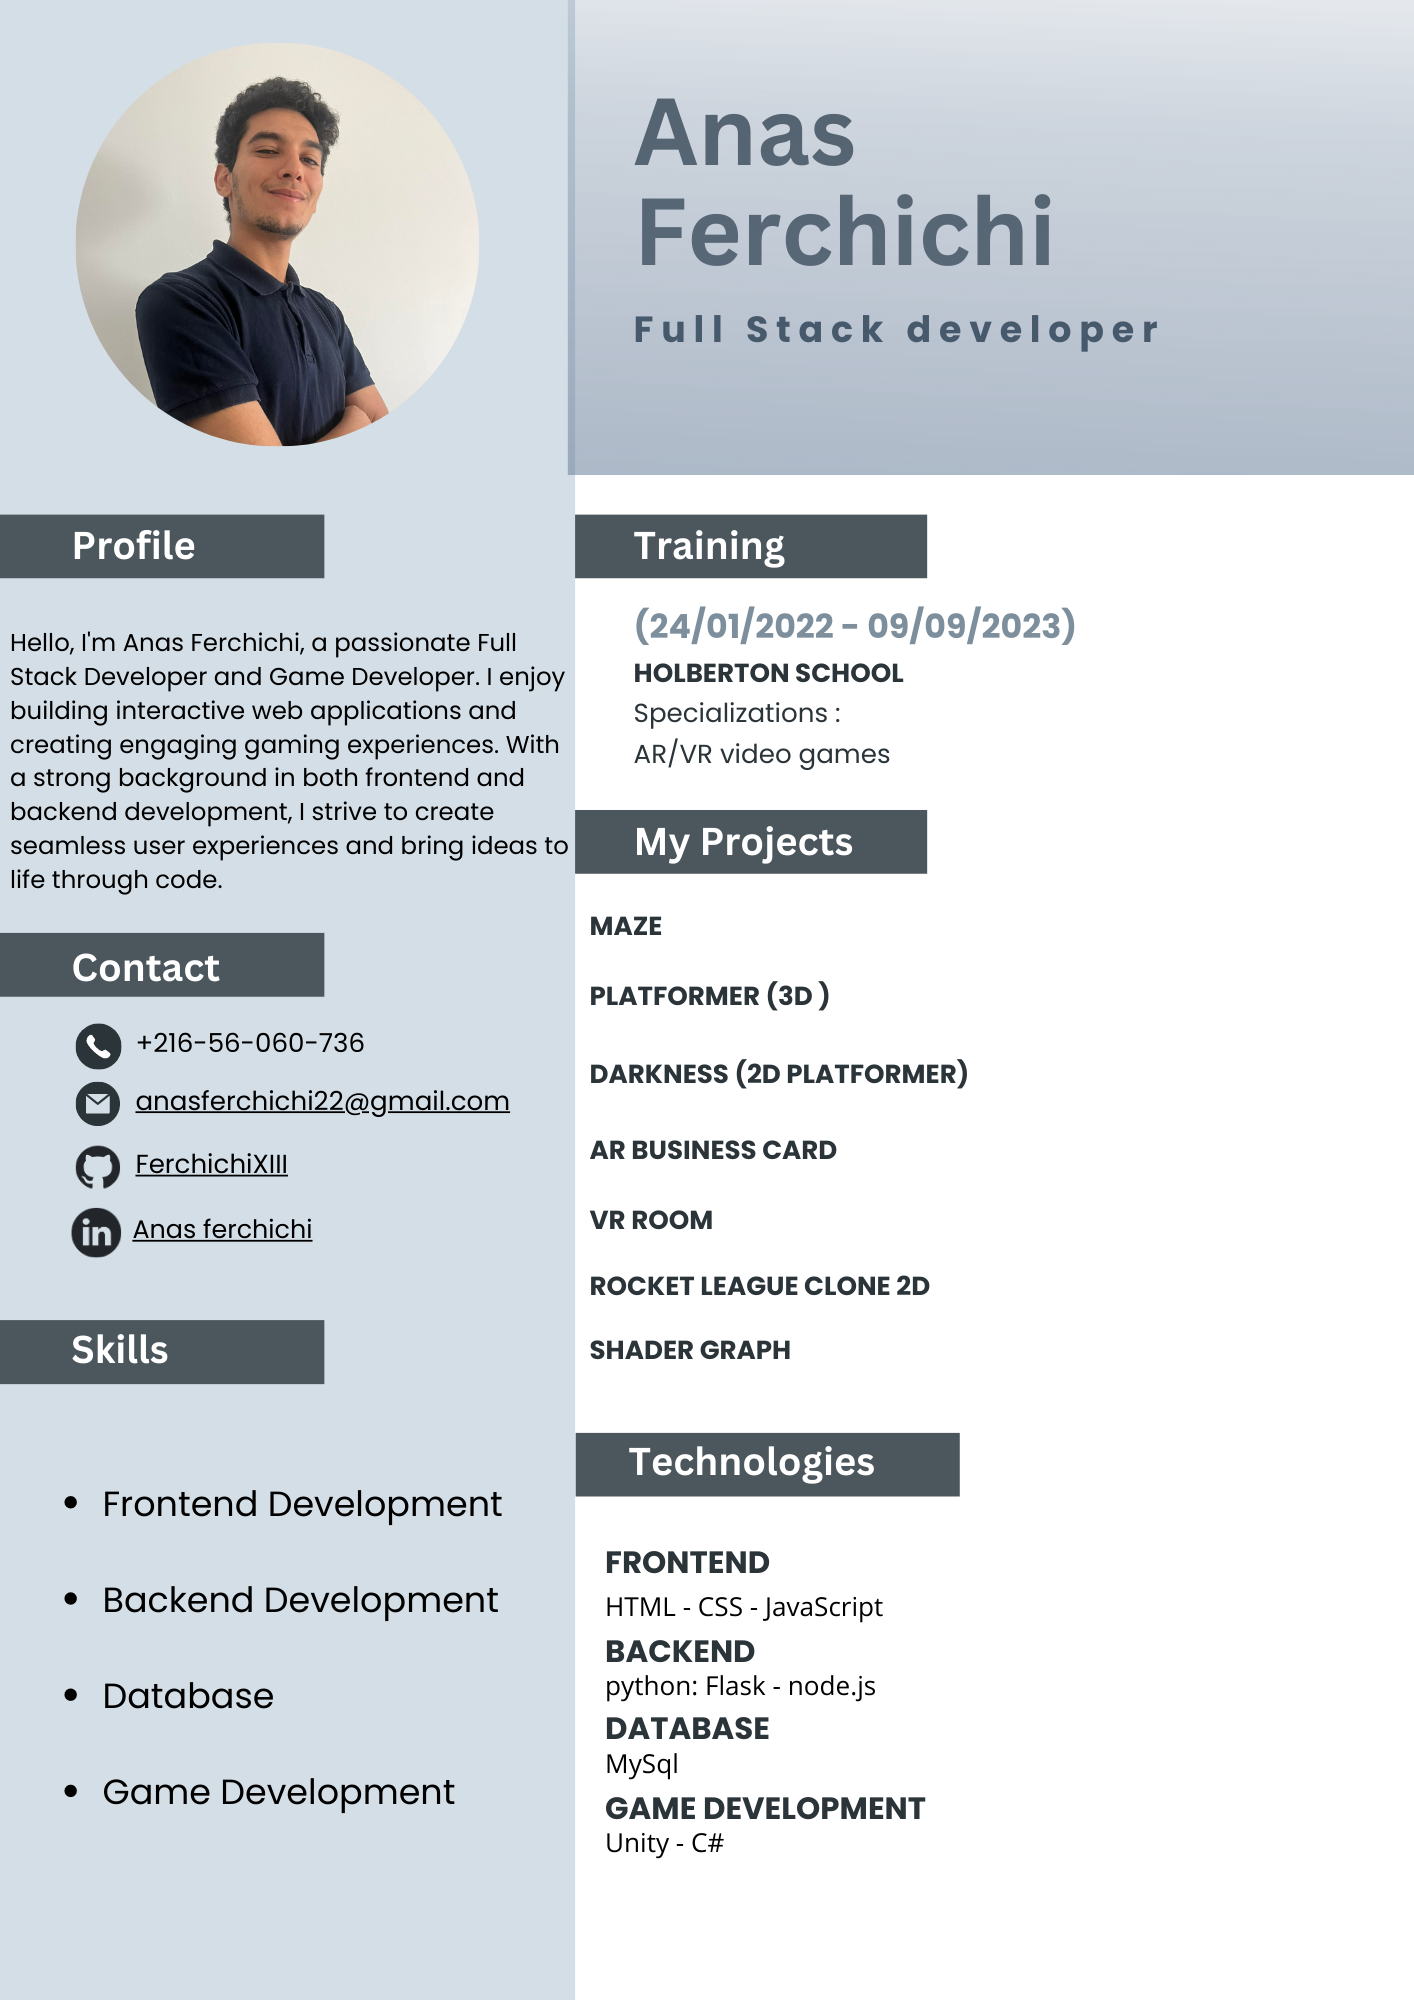 Anas
Ferchichi
Full Stack developer
Profile
Hello, I'm Anas Ferchichi, a passionate Full
Stack Developer and Game Developer. I enjoy
building interactive web applications and
creating engaging gaming experiences. With
a strong background in both frontend and
backend development, I strive to create
seamless user experiences and bring ideas to
life through code.
Contact
+216-56-060-736
anasferchichi22@gmail.com
FerchichiXIII
in Anas ferchichi
Skills
• Frontend Development
• Backend Development
• Database
• Game Development
Training
(24/01/2022 - 09/09/2023)
HOLBERTON SCHOOL
Specializations :
AR/VR video games
My Projects
MAZE
PLATFORMER (3D )
DARKNESS (2D PLATFORMER)
AR BUSINESS CARD
VR ROOM
ROCKET LEAGUE CLONE 2D
SHADER GRAPH
Technologies
FRONTEND
HTML - CSS - JavaScript
BACKEND
python: Flask - node.js
DATABASE
MySql
GAME DEVELOPMENT
Unity - C#